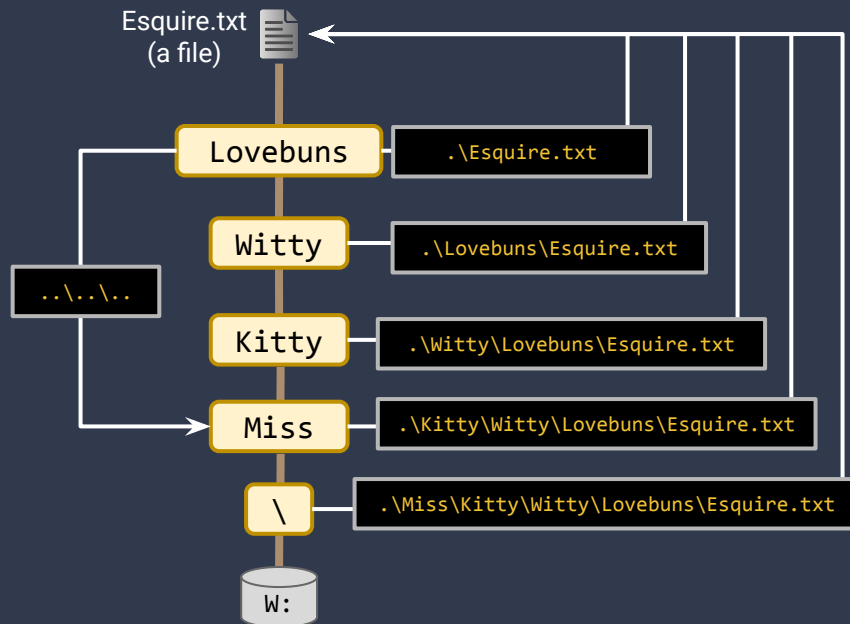 Esquire.txt
(a file)
Lovebuns
.\Esquire.txt
Witty
.\Lovebuns\Esquire.txt
..\..\..
Kitty
.\Witty\Lovebuns\Esquire.txt
Miss
.\Kitty\Witty\Lovebuns\Esquire.txt
\
.\Miss\Kitty\Witty\Lovebuns\Esquire.txt
W: